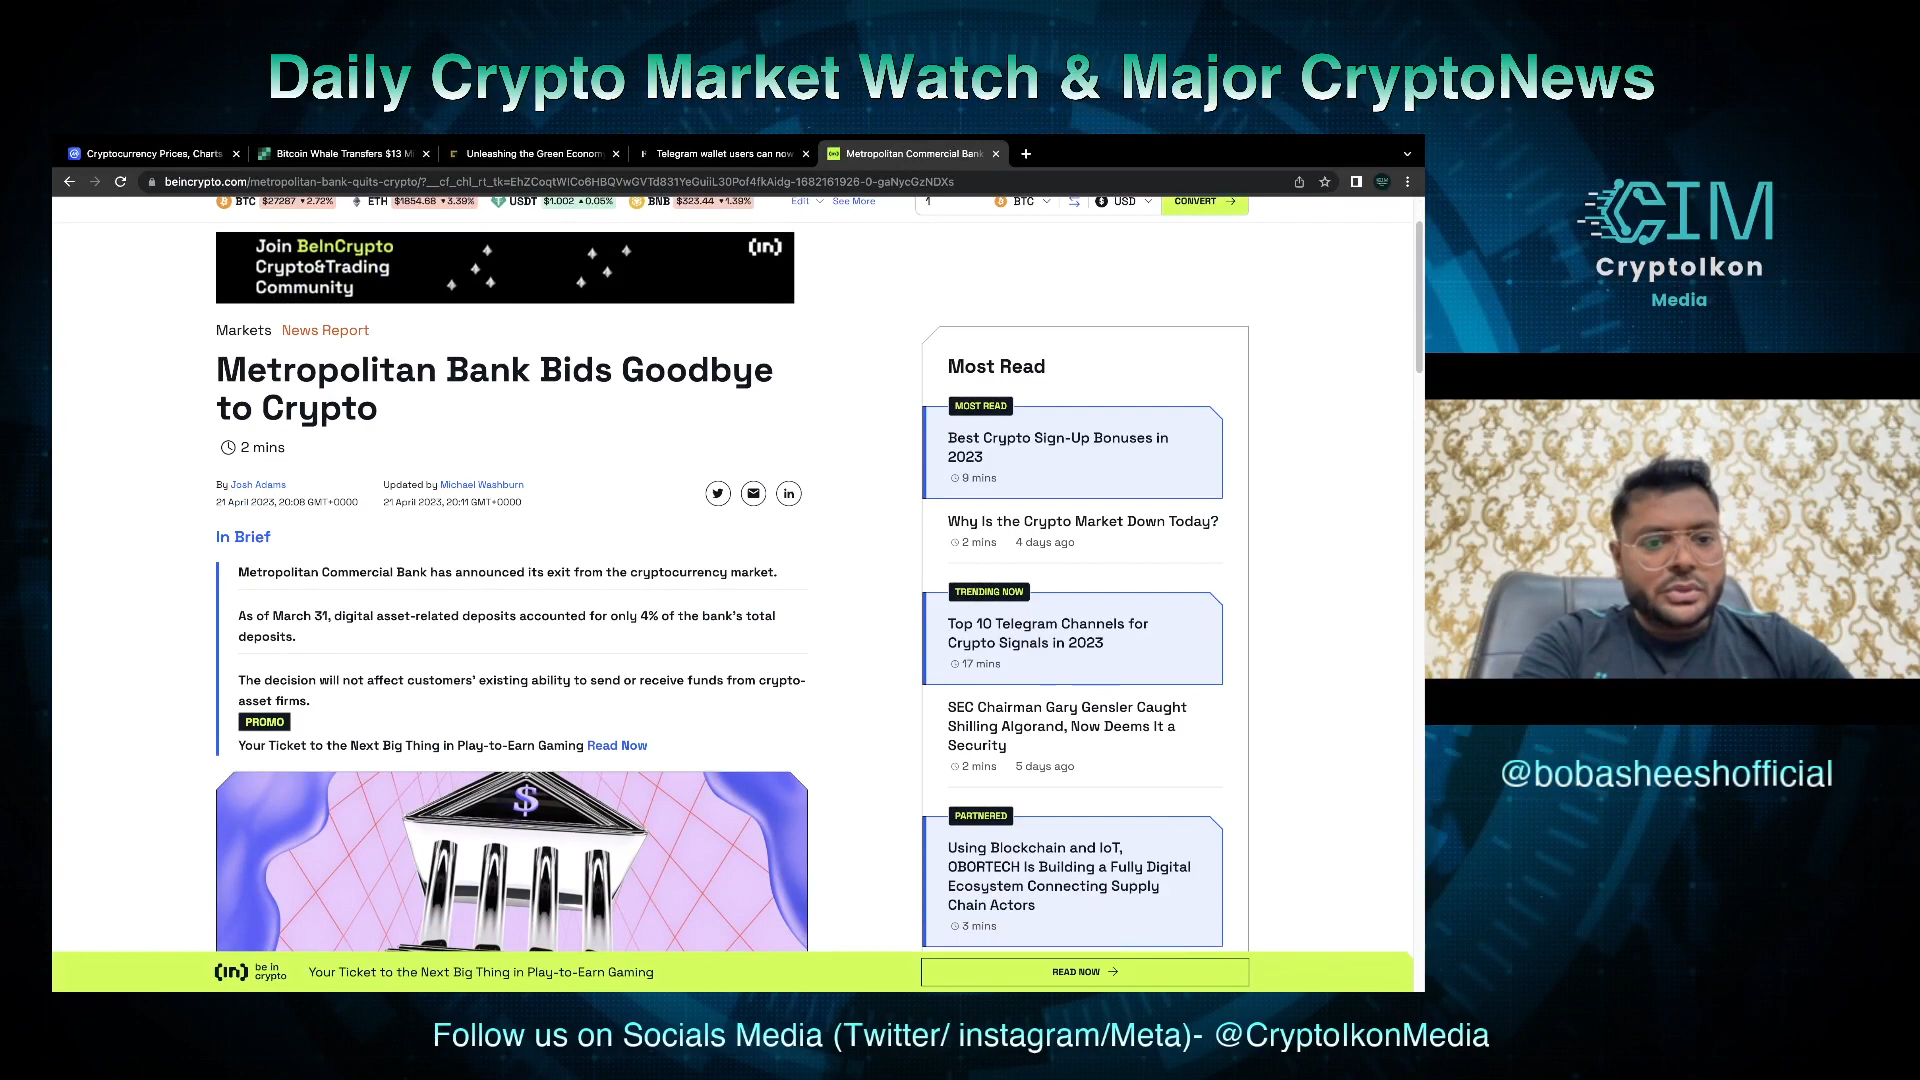 Daily Crypto Market Watch & Major CryptoNews
Cryptocurrency Prices, Charts
Bitcoin Whale Transfers $13 Mi
Unleashing the Green Economy
Telegram wallet users can now
Metropolitan Commercial Bank
beincrypto.com/metropolitan-bank-quits-crypto/?__cf_chl_rt_tk=EhZCoqtWICo6HBQVwGVTd831YeGuiiL30Pof4fkAidg-1682161926-0-gaNycGzNDXs
BTC $27287 ▼2.72% ETH $1854.68 ▼3.39% USDT $1.002 ▲0.05% BNB $323.44 ▼1.39% Edit See More
1 BTC USD CONVERT →
Join BeInCrypto
Crypto&Trading
Community
(in)
Markets News Report
Metropolitan Bank Bids Goodbye
to Crypto
2 mins
By Josh Adams
21 April 2023, 20:08 GMT+0000
Updated by Michael Washburn
21 April 2023, 20:11 GMT+0000
In Brief
Metropolitan Commercial Bank has announced its exit from the cryptocurrency market.
As of March 31, digital asset-related deposits accounted for only 4% of the bank's total
deposits.
The decision will not affect customers' existing ability to send or receive funds from crypto-
asset firms.
PROMO
Your Ticket to the Next Big Thing in Play-to-Earn Gaming Read Now
$
Most Read
MOST READ
Best Crypto Sign-Up Bonuses in
2023
9 mins
Why Is the Crypto Market Down Today?
2 mins 4 days ago
TRENDING NOW
Top 10 Telegram Channels for
Crypto Signals in 2023
17 mins
SEC Chairman Gary Gensler Caught
Shilling Algorand, Now Deems It a
Security
2 mins 5 days ago
PARTNERED
Using Blockchain and IoT,
OBORTECH Is Building a Fully Digital
Ecosystem Connecting Supply
Chain Actors
3 mins
(in) be in
crypto
Your Ticket to the Next Big Thing in Play-to-Earn Gaming
READ NOW →
CIM
CryptoIkon
Media
@bobasheeshofficial
Follow us on Socials Media (Twitter/ instagram/Meta)- @CryptoIkonMedia